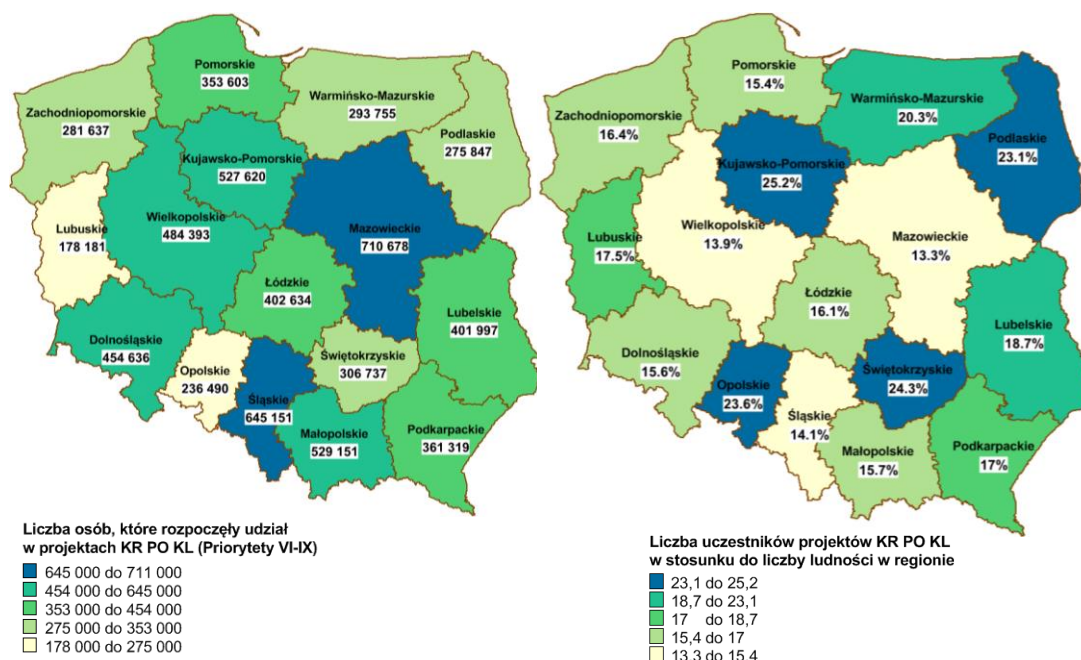 Pomorskie
353 603
Zachodniopomorskie
281 637
Warmińsko-Mazurskie
293 755
Podlaskie
275 847
Kujawsko-Pomorskie
527 620
Wielkopolskie
484 393
Lubuskie
178 181
Mazowieckie
710 678
Łódzkie
402 634
Lubelskie
401 997
Dolnośląskie
454 636
Opolskie
236 490
Śląskie
645 151
Świętokrzyskie
306 737
Małopolskie
529 151
Podkarpackie
361 319
Liczba osób, które rozpoczęły udział
w projektach KR PO KL (Priorytety VI-IX)
645 000 do 711 000
454 000 do 645 000
353 000 do 454 000
275 000 do 353 000
178 000 do 275 000
Pomorskie
15.4%
Zachodniopomorskie
16.4%
Warmińsko-Mazurskie
20.3%
Podlaskie
23.1%
Kujawsko-Pomorskie
25.2%
Wielkopolskie
13.9%
Lubuskie
17.5%
Mazowieckie
13.3%
Łódzkie
16.1%
Lubelskie
18.7%
Dolnośląskie
15.6%
Opolskie
23.6%
Śląskie
14.1%
Świętokrzyskie
24.3%
Małopolskie
15.7%
Podkarpackie
17%
Liczba uczestników projektów KR PO KL
w stosunku do liczby ludności w regionie
23,1 do 25,2
18,7 do 23,1
17 do 18,7
15,4 do 17
13,3 do 15,4